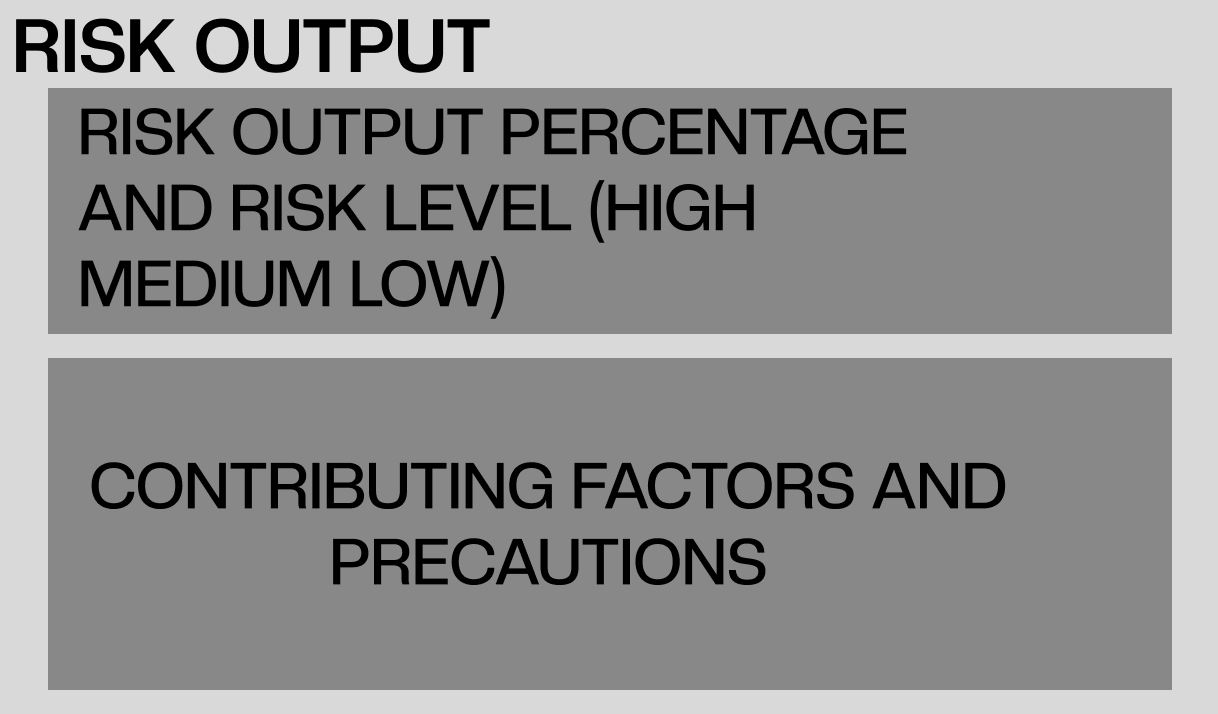 RISK OUTPUT
RISK OUTPUT PERCENTAGE
AND RISK LEVEL (HIGH
MEDIUM LOW)
CONTRIBUTING FACTORS AND
PRECAUTIONS